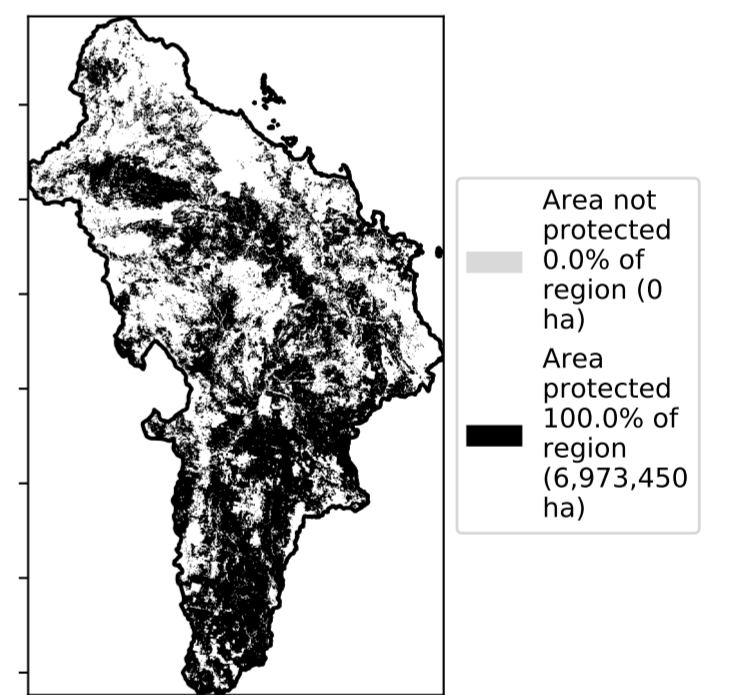 Area not
protected
0.0% of
region (0
ha)
Area
protected
100.0% of
region
(6,973,450
ha)